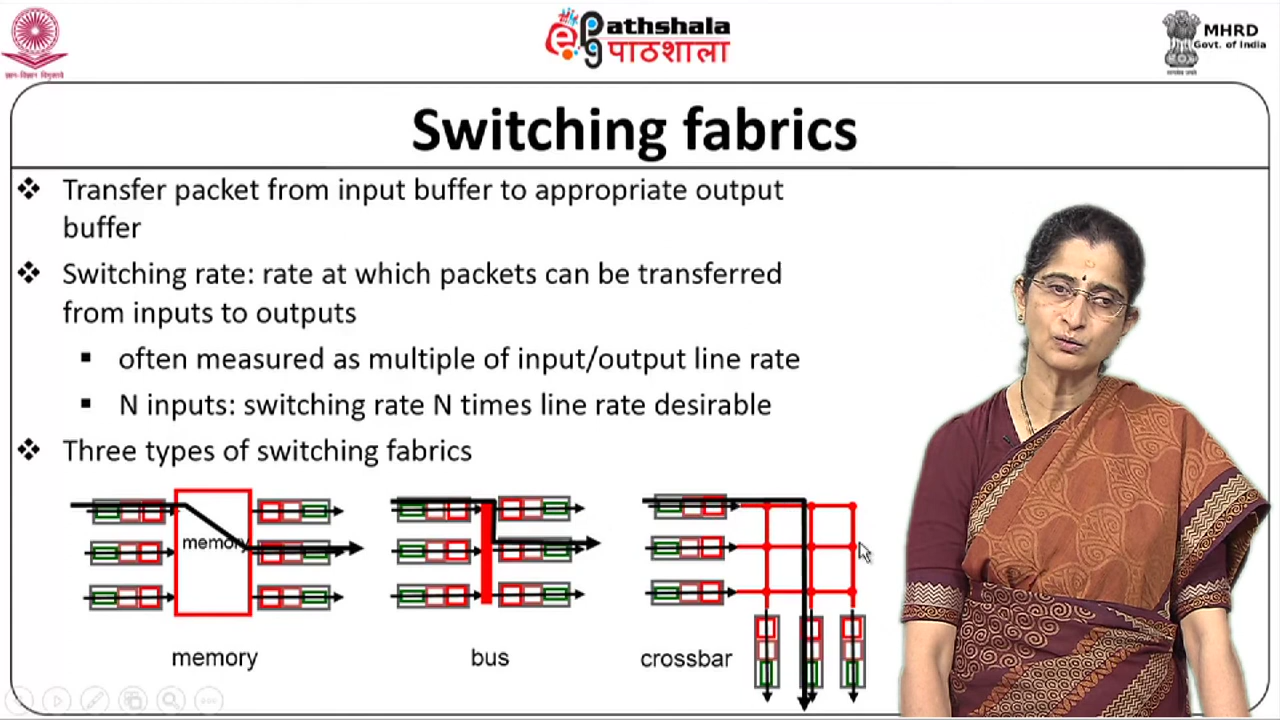 ePathshala
पाठशाला
MHRD
Govt. of India
Switching fabrics
❖ Transfer packet from input buffer to appropriate output
buffer
❖ Switching rate: rate at which packets can be transferred
from inputs to outputs
▪ often measured as multiple of input/output line rate
▪ N inputs: switching rate N times line rate desirable
❖ Three types of switching fabrics
memory
memory
bus
crossbar